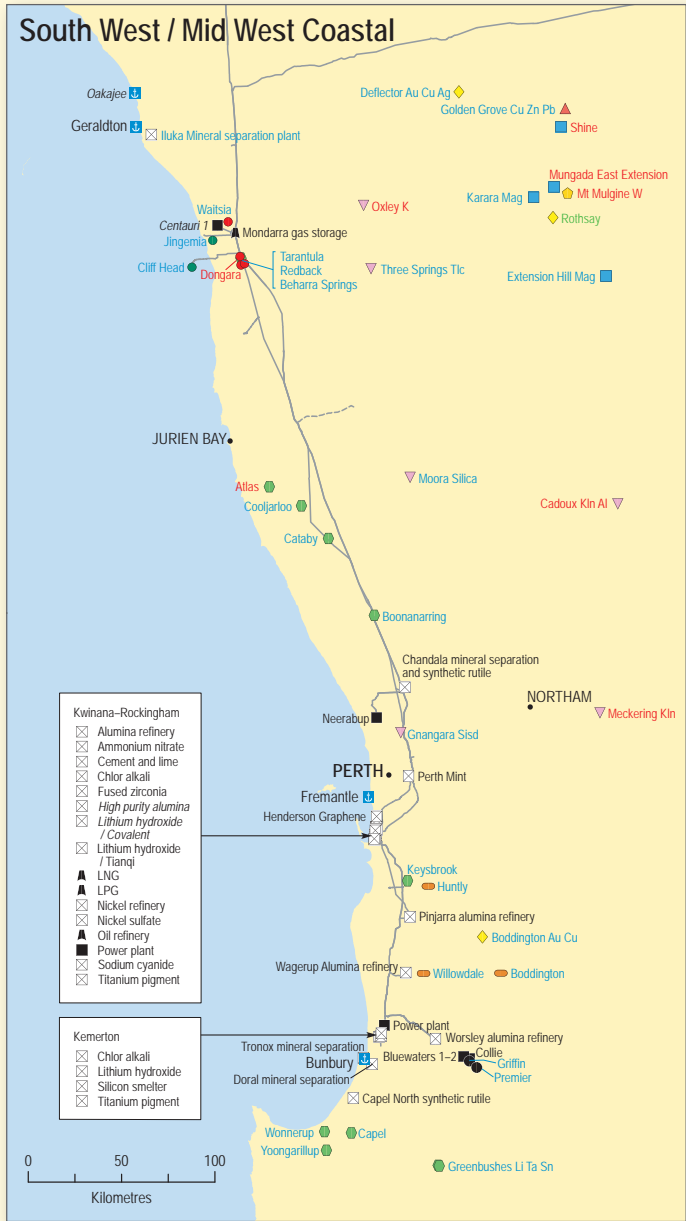 South West / Mid West Coastal
Oakajee
Deflector Au Cu Ag
Golden Grove Cu Zn Pb
Geraldton
Iluka Mineral separation plant
Shine
Mungada East Extension
Karara Mag
Mt Mulgine W
Oxley K
Waitsia
Rothsay
Centauri 1
Mondarra gas storage
Jingemia
Tarantula
Redback
Beharra Springs
Cliff Head
Dongara
Three Springs Tlc
Extension Hill Mag
JURIEN BAY
Moora Silica
Atlas
Cooljarloo
Cadoux Kln Al
Cataby
Boonanarring
Chandala mineral separation
and synthetic rutile
NORTHAM
Neerabup
Meckering Kln
Gnangara Sisd
PERTH
Perth Mint
Fremantle
Henderson Graphene
Kwinana–Rockingham
Alumina refinery
Ammonium nitrate
Cement and lime
Chlor alkali
Fused zirconia
High purity alumina
Lithium hydroxide
/ Covalent
Lithium hydroxide
/ Tianqi
LNG
LPG
Nickel refinery
Nickel sulfate
Oil refinery
Power plant
Sodium cyanide
Titanium pigment
Keysbrook
Huntly
Pinjarra alumina refinery
Boddington Au Cu
Wagerup Alumina refinery
Willowdale
Boddington
Power plant
Tronox mineral separation
Worsley alumina refinery
Bunbury
Bluewaters 1–2
Collie
Griffin
Premier
Doral mineral separation
Kemerton
Chlor alkali
Lithium hydroxide
Silicon smelter
Titanium pigment
Capel North synthetic rutile
Wonnerup
Capel
Yoongarillup
Greenbushes Li Ta Sn
0 50 100
Kilometres